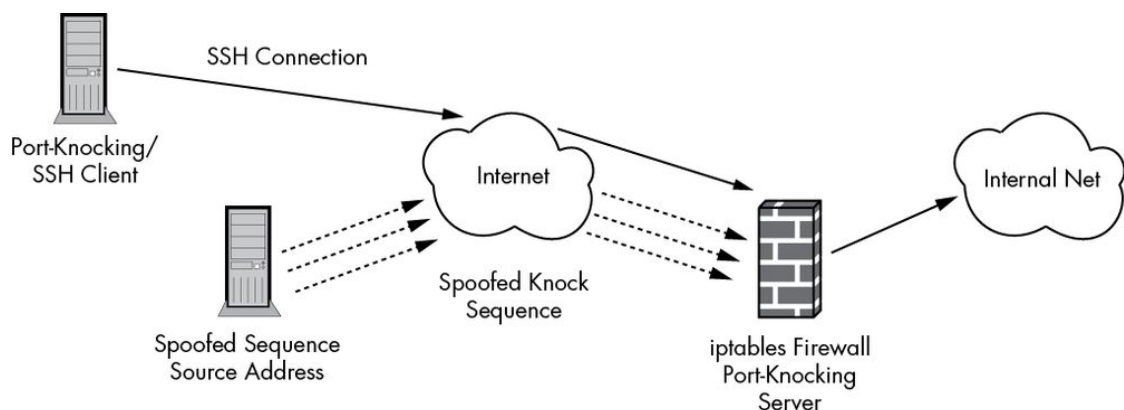 SSH Connection
Port-Knocking/
SSH Client
Internet
Internal Net
Spoofed Knock
Sequence
Spoofed Sequence
Source Address
iptables Firewall
Port-Knocking
Server